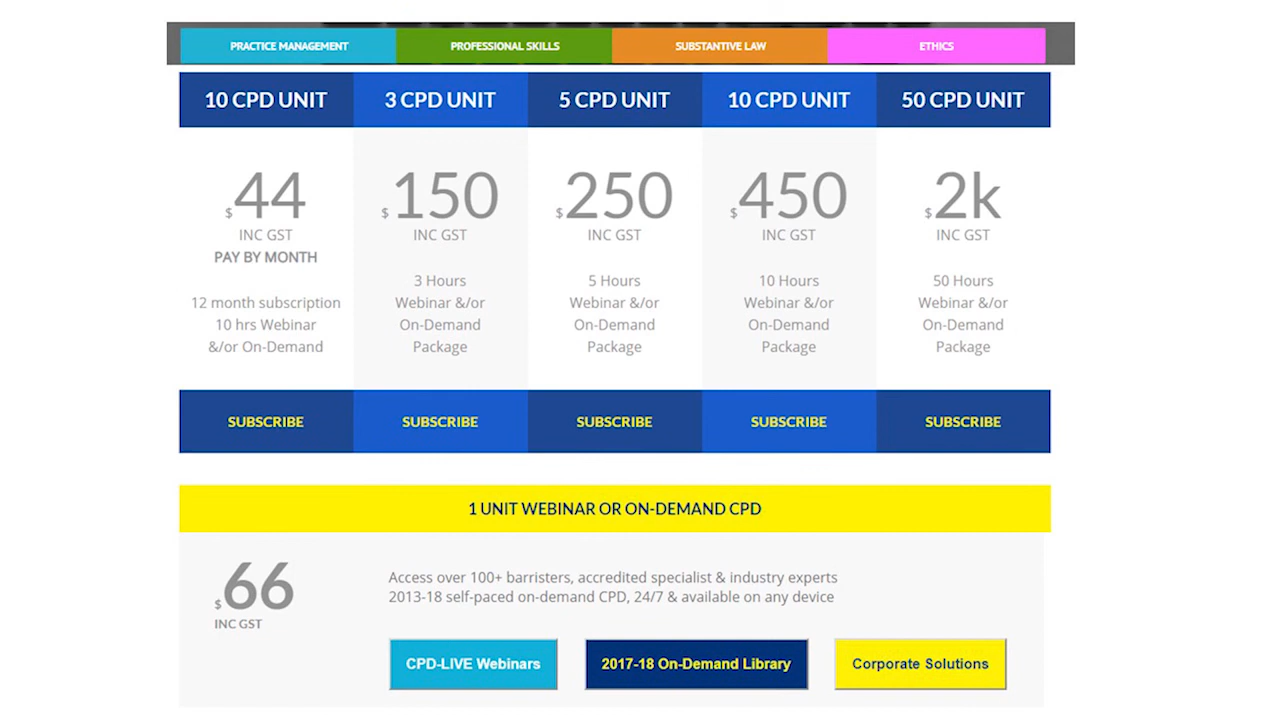 PRACTICE MANAGEMENT PROFESSIONAL SKILLS SUBSTANTIVE LAW ETHICS
10 CPD UNIT 3 CPD UNIT 5 CPD UNIT 10 CPD UNIT 50 CPD UNIT
$44 $150 $250 $450 $2k
INC GST INC GST INC GST INC GST INC GST
PAY BY MONTH
3 Hours 5 Hours 10 Hours 50 Hours
12 month subscription Webinar &/or Webinar &/or Webinar &/or Webinar &/or
10 hrs Webinar On-Demand On-Demand On-Demand On-Demand
&/or On-Demand Package Package Package Package
SUBSCRIBE SUBSCRIBE SUBSCRIBE SUBSCRIBE SUBSCRIBE
1 UNIT WEBINAR OR ON-DEMAND CPD
$66
INC GST
Access over 100+ barristers, accredited specialist & industry experts
2013-18 self-paced on-demand CPD, 24/7 & available on any device
CPD-LIVE Webinars 2017-18 On-Demand Library Corporate Solutions